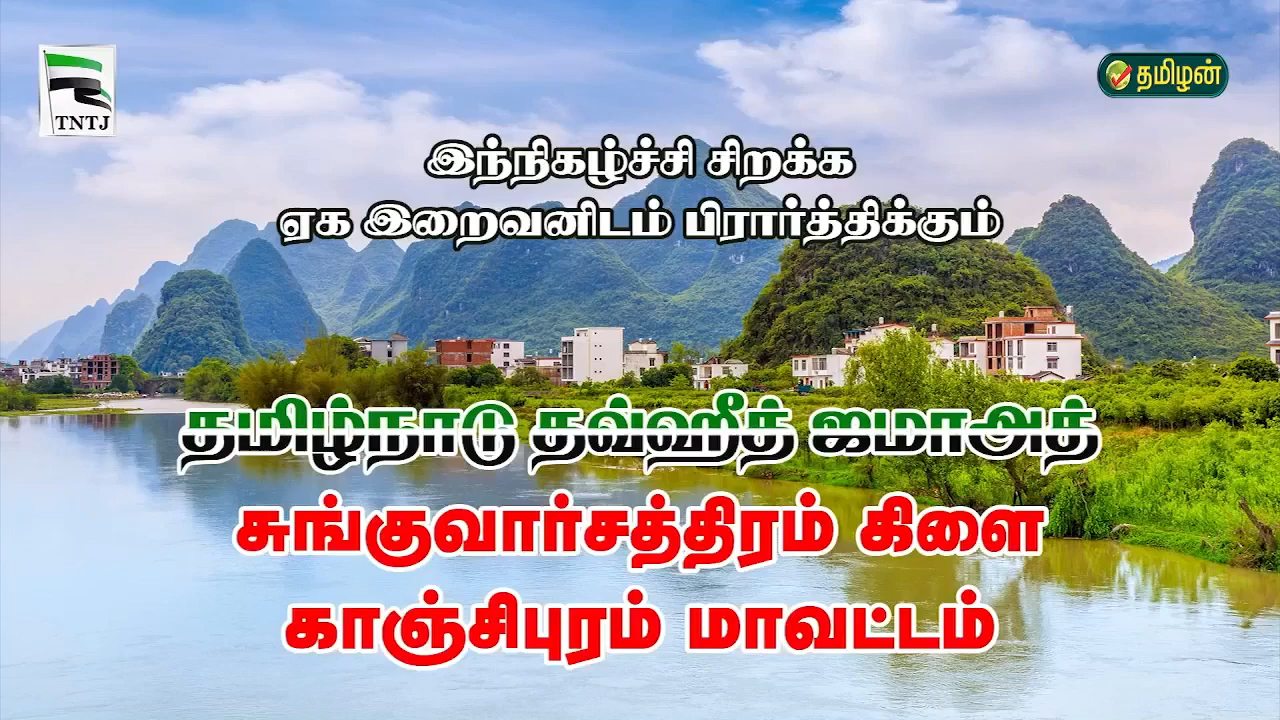 TNTJ
தமிழன்
இந்நிகழ்ச்சி சிறக்க
ஏக இறைவனிடம் பிரார்த்திக்கும்
தமிழ்நாடு தவ்ஹீத் ஜமாஅத்
சுங்குவார்சத்திரம் கிளை
காஞ்சிபுரம் மாவட்டம்